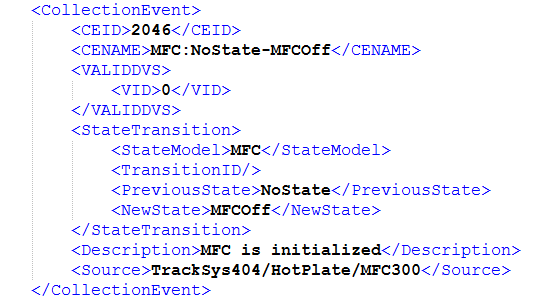 <CollectionEvent>
<CEID>2046</CEID>
<CENAME>MFC:NoState-MFCOff</CENAME>
<VALIDDVS>
<VID>0</VID>
</VALIDDVS>
<StateTransition>
<StateModel>MFC</StateModel>
<TransitionID/>
<PreviousState>NoState</PreviousState>
<NewState>MFCOff</NewState>
</StateTransition>
<Description>MFC is initialized</Description>
<Source>TrackSys404/HotPlate/MFC300</Source>
</CollectionEvent>